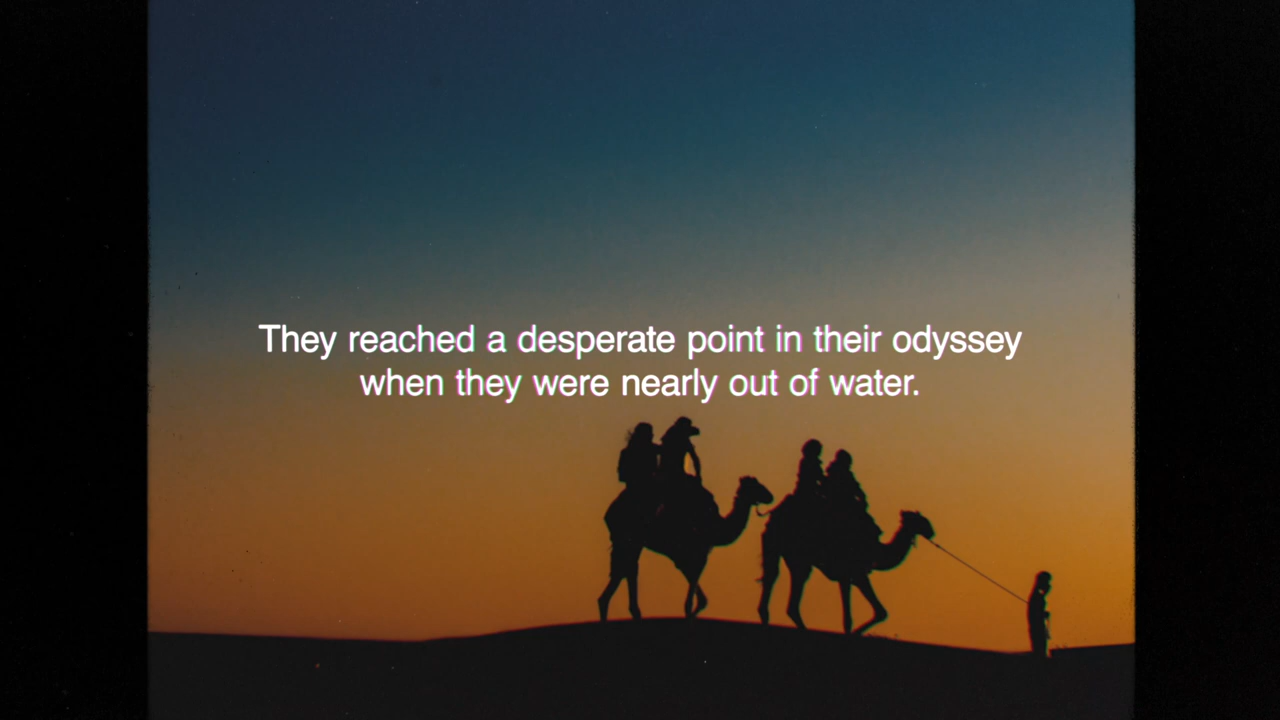 They reached a desperate point in their odyssey
when they were nearly out of water.